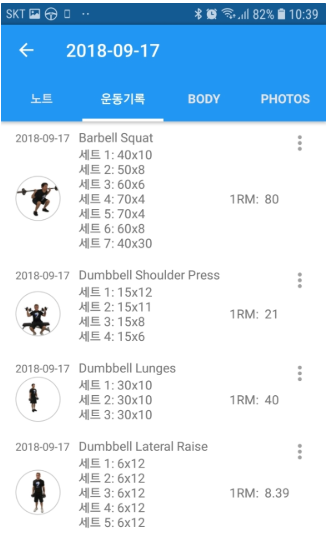 SKT 82% 10:39
2018-09-17
노트 운동기록 BODY PHOTOS
2018-09-17 Barbell Squat
세트 1: 40x10
세트 2: 50x8
세트 3: 60x6
세트 4: 70x4 1RM: 80
세트 5: 70x4
세트 6: 60x8
세트 7: 40x30
2018-09-17 Dumbbell Shoulder Press
세트 1: 15x12
세트 2: 15x11
세트 3: 15x8 1RM: 21
세트 4: 15x6
2018-09-17 Dumbbell Lunges
세트 1: 30x10
세트 2: 30x10 1RM: 40
세트 3: 30x10
2018-09-17 Dumbbell Lateral Raise
세트 1: 6x12
세트 2: 6x12
세트 3: 6x12 1RM: 8.39
세트 4: 6x12
세트 5: 6x12